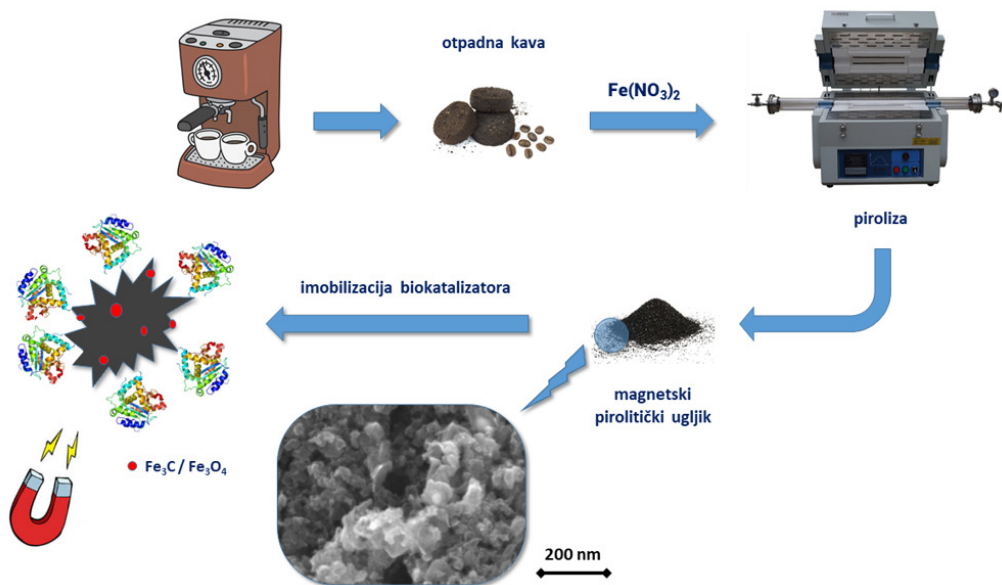 otpadna kava
Fe(NO₃)₂
piroliza
imobilizacija biokatalizatora
magnetski
pirolitički ugljik
Fe₃C / Fe₃O₄
200 nm